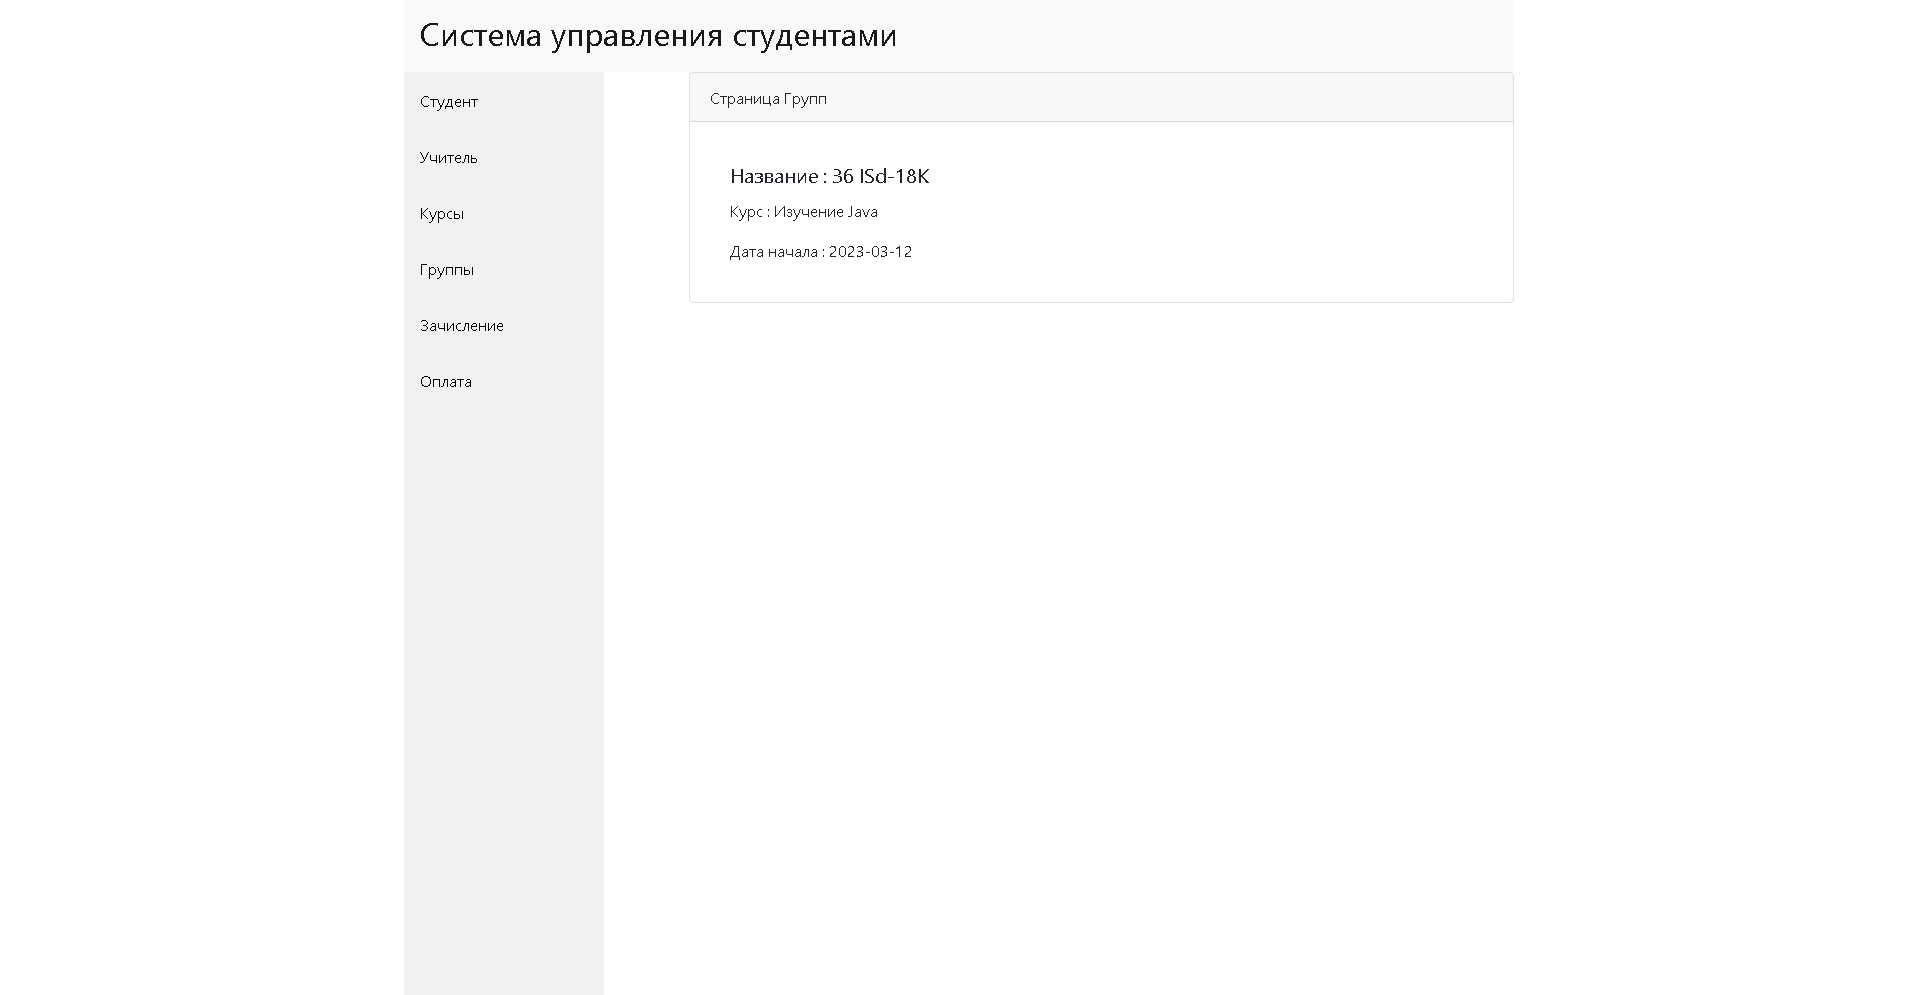 Система управления студентами
Студент
Учитель
Курсы
Группы
Зачисление
Оплата
Страница Групп
Название : 36 ISd-18K
Курс : Изучение Java
Дата начала : 2023-03-12